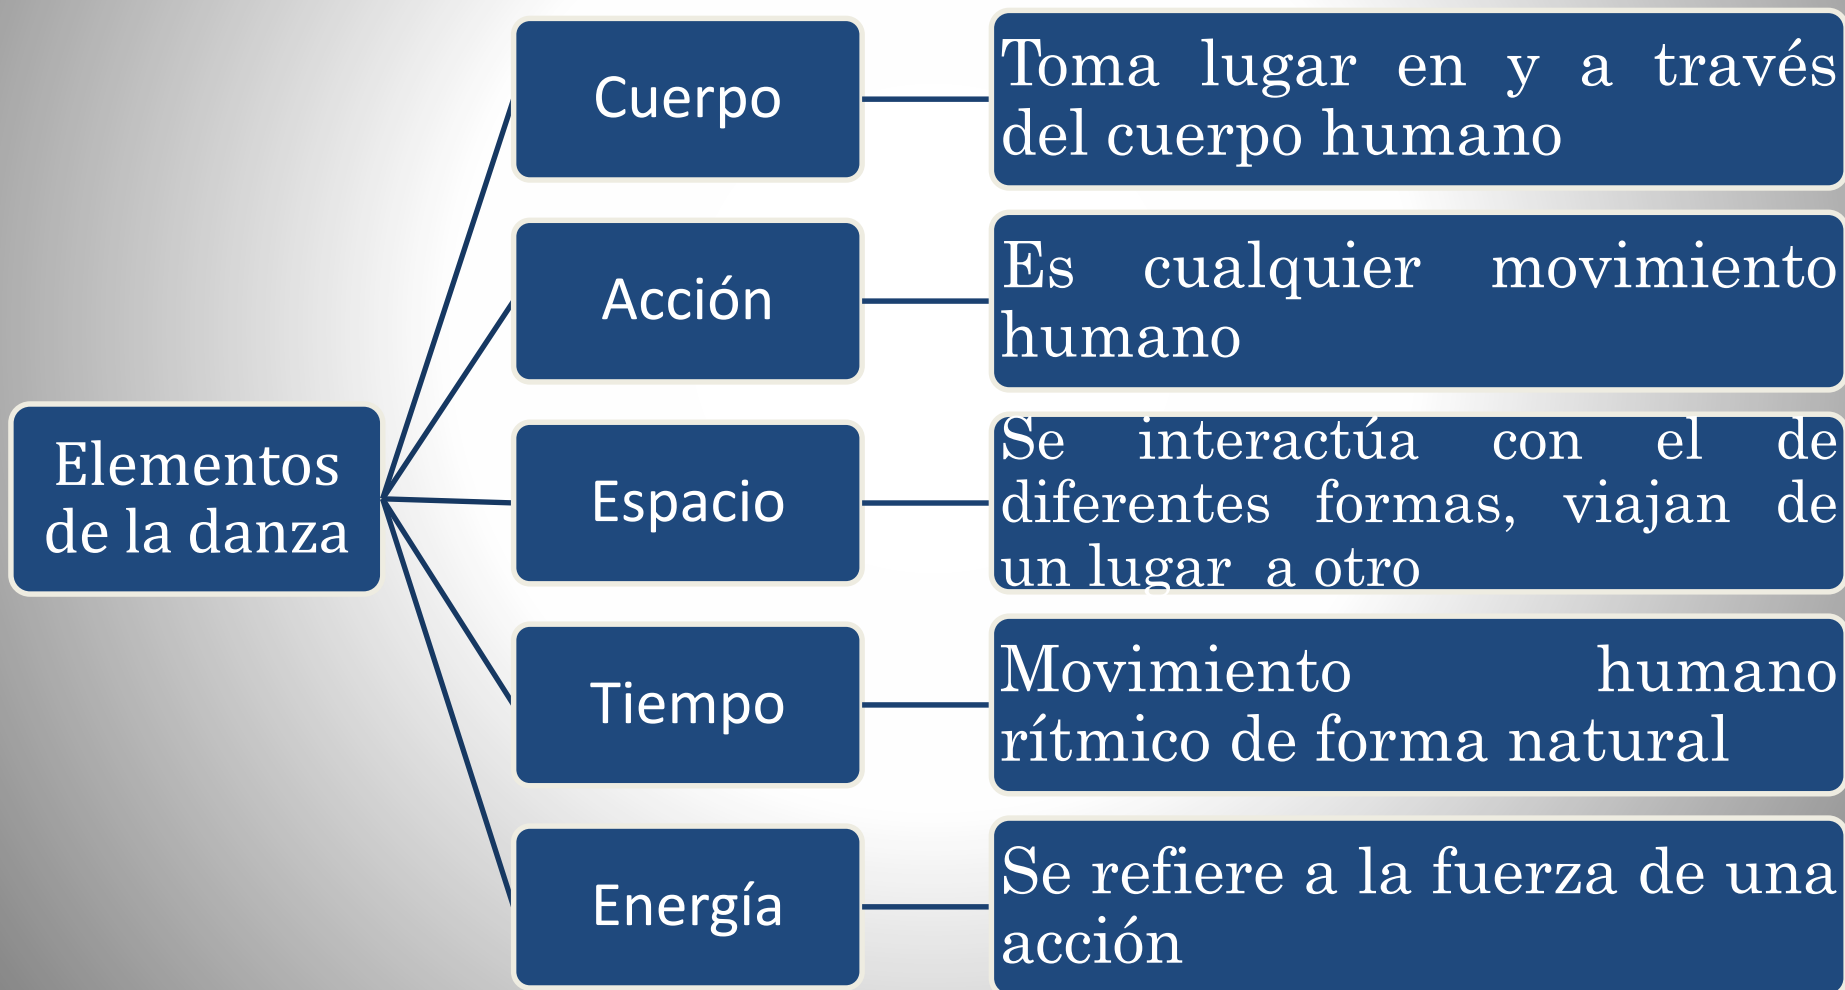 Elementos
de la danza
Cuerpo
Toma lugar en y a través
del cuerpo humano
Acción
Es cualquier movimiento
humano
Espacio
Se interactúa con el de
diferentes formas, viajan de
un lugar  a otro
Tiempo
Movimiento humano
rítmico de forma natural
Energía
Se refiere a la fuerza de una
acción